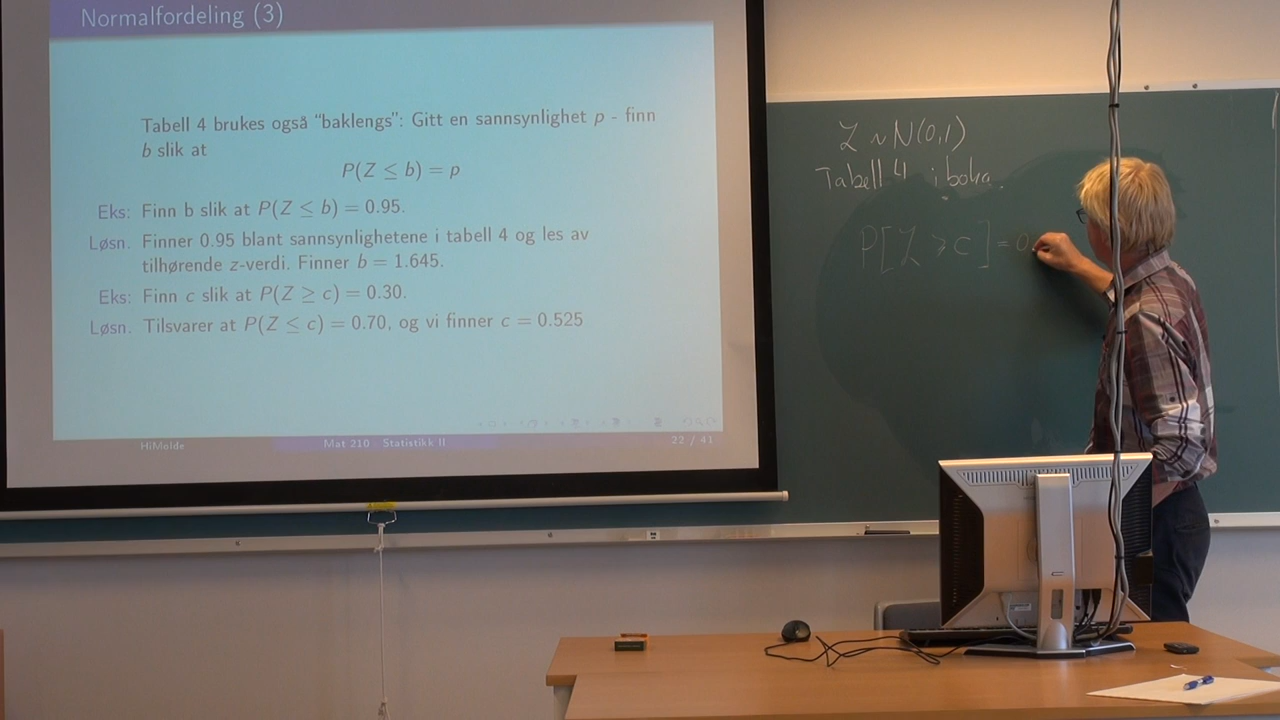 Normalfordeling (3)
Tabell 4 brukes også “baklengs”: Gitt en sannsynlighet p - finn
b slik at
P(Z ≤ b) = p
Eks: Finn b slik at P(Z ≤ b) = 0.95.
Løsn. Finner 0.95 blant sannsynlighetene i tabell 4 og les av
tilhørende z-verdi. Finner b = 1.645.
Eks: Finn c slik at P(Z ≥ c) = 0.30.
Løsn. Tilsvarer at P(Z ≤ c) = 0.70, og vi finner c = 0.525
HiMolde
Mat 210 Statistikk II
22 / 41
Z ~ N(0,1)
Tabell 4 i boka.
P[Z ≥ c] = 0